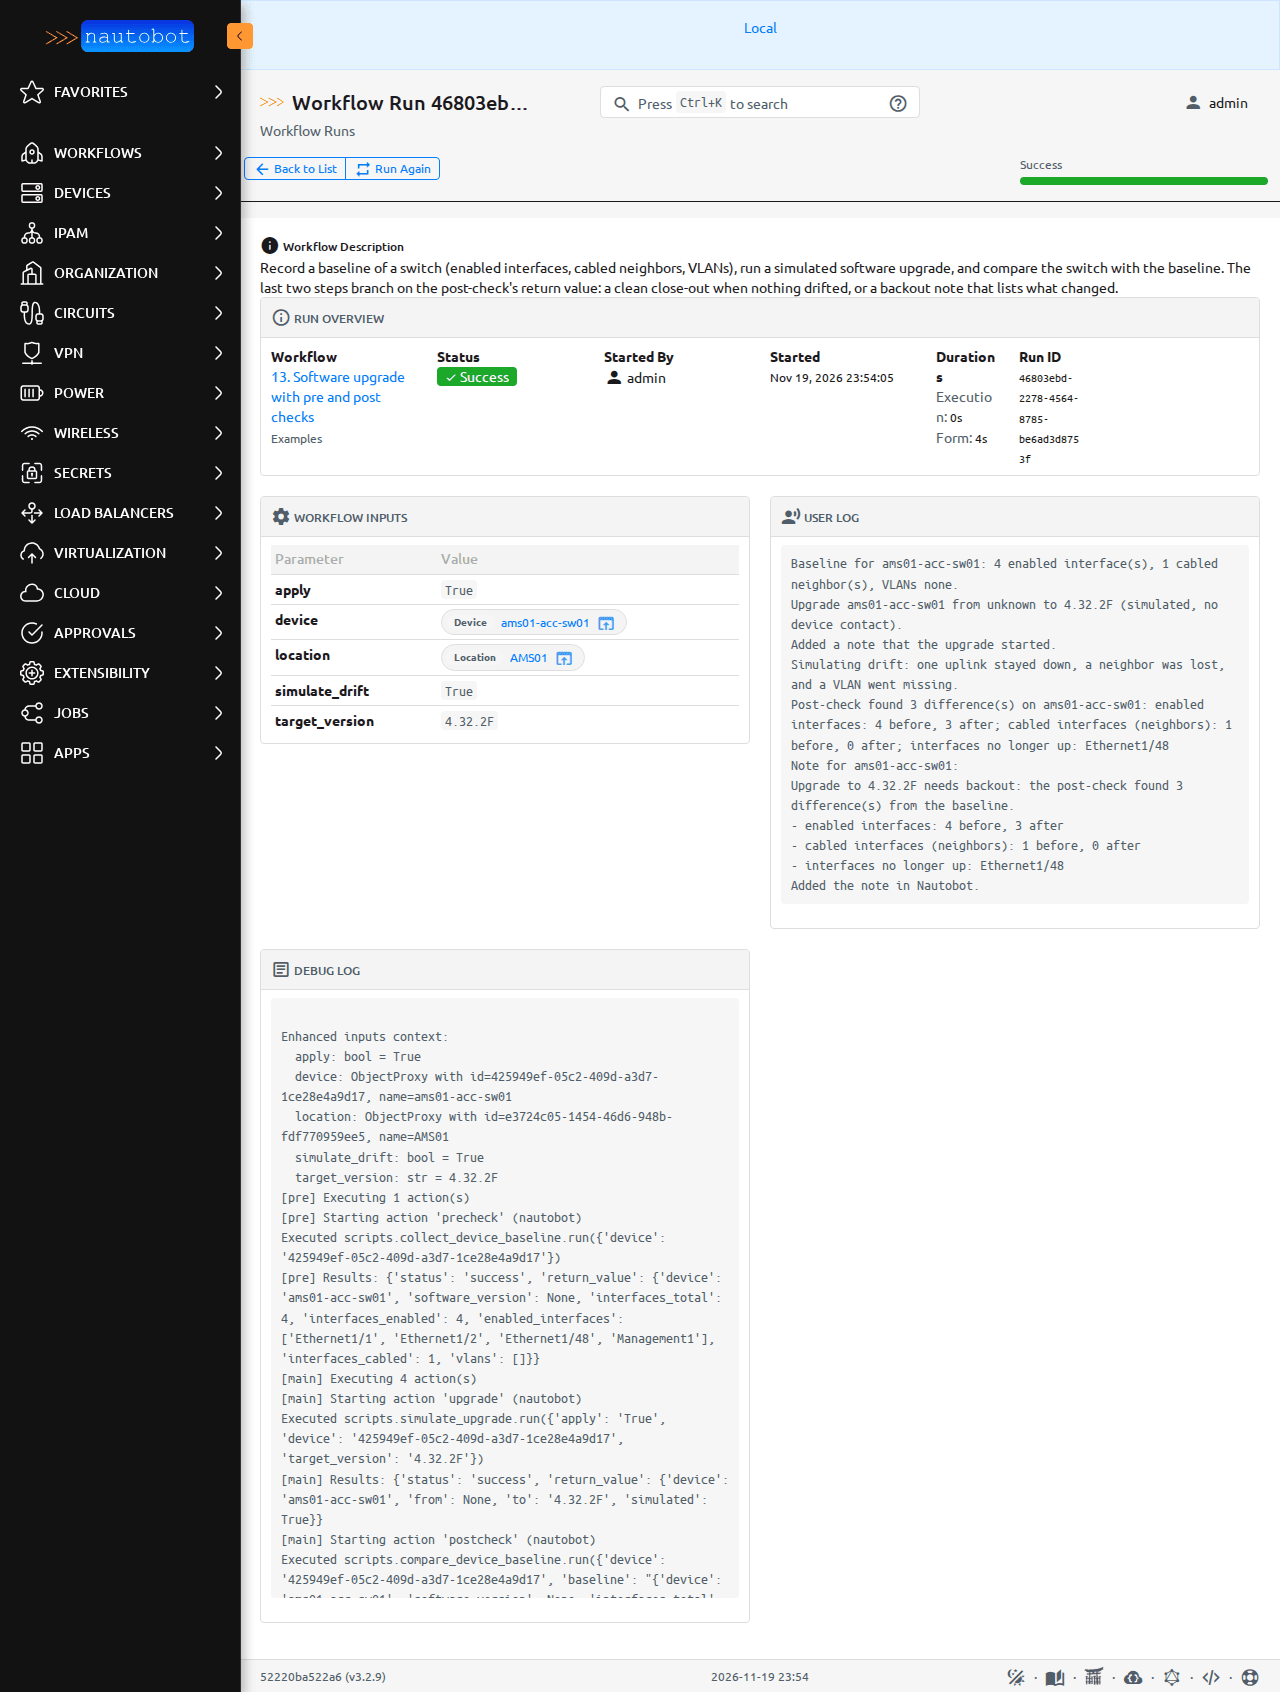 nautobot
FAVORITES
WORKFLOWS
DEVICES
IPAM
ORGANIZATION
CIRCUITS
VPN
POWER
WIRELESS
SECRETS
LOAD BALANCERS
VIRTUALIZATION
CLOUD
APPROVALS
EXTENSIBILITY
JOBS
APPS
Local
Workflow Run 46803eb...
Press Ctrl+K to search
admin
Workflow Runs
Back to List
Run Again
Success
Workflow Description
Record a baseline of a switch (enabled interfaces, cabled neighbors, VLANs), run a simulated software upgrade, and compare the switch with the baseline. The
last two steps branch on the post-check's return value: a clean close-out when nothing drifted, or a backout note that lists what changed.
RUN OVERVIEW
Workflow
13. Software upgrade
with pre and post
checks
Examples
Status
Success
Started By
admin
Started
Nov 19, 2026 23:54:05
Duration
s
Executio
n: 0s
Form: 4s
Run ID
46803ebd-
2278-4564-
8785-
be6ad3d875
3f
WORKFLOW INPUTS
Parameter Value
apply True
device Device ams01-acc-sw01
location Location AMS01
simulate_drift True
target_version 4.32.2F
USER LOG
Baseline for ams01-acc-sw01: 4 enabled interface(s), 1 cabled
neighbor(s), VLANs none.
Upgrade ams01-acc-sw01 from unknown to 4.32.2F (simulated, no
device contact).
Added a note that the upgrade started.
Simulating drift: one uplink stayed down, a neighbor was lost,
and a VLAN went missing.
Post-check found 3 difference(s) on ams01-acc-sw01: enabled
interfaces: 4 before, 3 after; cabled interfaces (neighbors): 1
before, 0 after; interfaces no longer up: Ethernet1/48
Note for ams01-acc-sw01:
Upgrade to 4.32.2F needs backout: the post-check found 3
difference(s) from the baseline.
- enabled interfaces: 4 before, 3 after
- cabled interfaces (neighbors): 1 before, 0 after
- interfaces no longer up: Ethernet1/48
Added the note in Nautobot.
DEBUG LOG
Enhanced inputs context:
apply: bool = True
device: ObjectProxy with id=425949ef-05c2-409d-a3d7-
1ce28e4a9d17, name=ams01-acc-sw01
location: ObjectProxy with id=e3724c05-1454-46d6-948b-
fdf770959ee5, name=AMS01
simulate_drift: bool = True
target_version: str = 4.32.2F
[pre] Executing 1 action(s)
[pre] Starting action 'precheck' (nautobot)
Executed scripts.collect_device_baseline.run({'device':
'425949ef-05c2-409d-a3d7-1ce28e4a9d17'})
[pre] Results: {'status': 'success', 'return_value': {'device':
'ams01-acc-sw01', 'software_version': None, 'interfaces_total':
4, 'interfaces_enabled': 4, 'enabled_interfaces':
['Ethernet1/1', 'Ethernet1/2', 'Ethernet1/48', 'Management1'],
'interfaces_cabled': 1, 'vlans': []}}
[main] Executing 4 action(s)
[main] Starting action 'upgrade' (nautobot)
Executed scripts.simulate_upgrade.run({'apply': 'True',
'device': '425949ef-05c2-409d-a3d7-1ce28e4a9d17',
'target_version': '4.32.2F'})
[main] Results: {'status': 'success', 'return_value': {'device':
'ams01-acc-sw01', 'from': None, 'to': '4.32.2F', 'simulated':
True}}
[main] Starting action 'postcheck' (nautobot)
Executed scripts.compare_device_baseline.run({'device':
'425949ef-05c2-409d-a3d7-1ce28e4a9d17', 'baseline': "{'device':
'ams01-acc-sw01', 'software_version': None, 'interfaces_total':
52220ba522a6 (v3.2.9)
2026-11-19 23:54